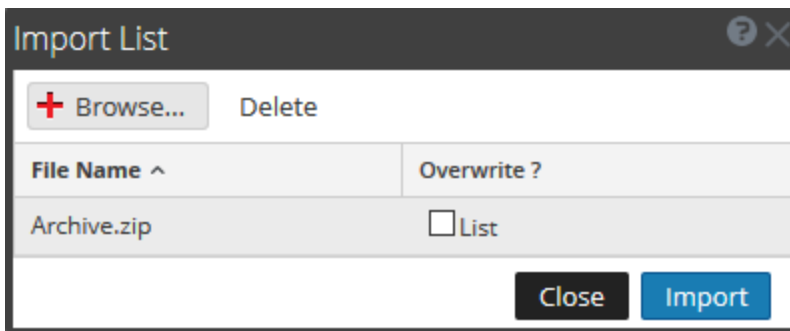 Import List
Browse... Delete
File Name Overwrite ?
Archive.zip List
Close Import